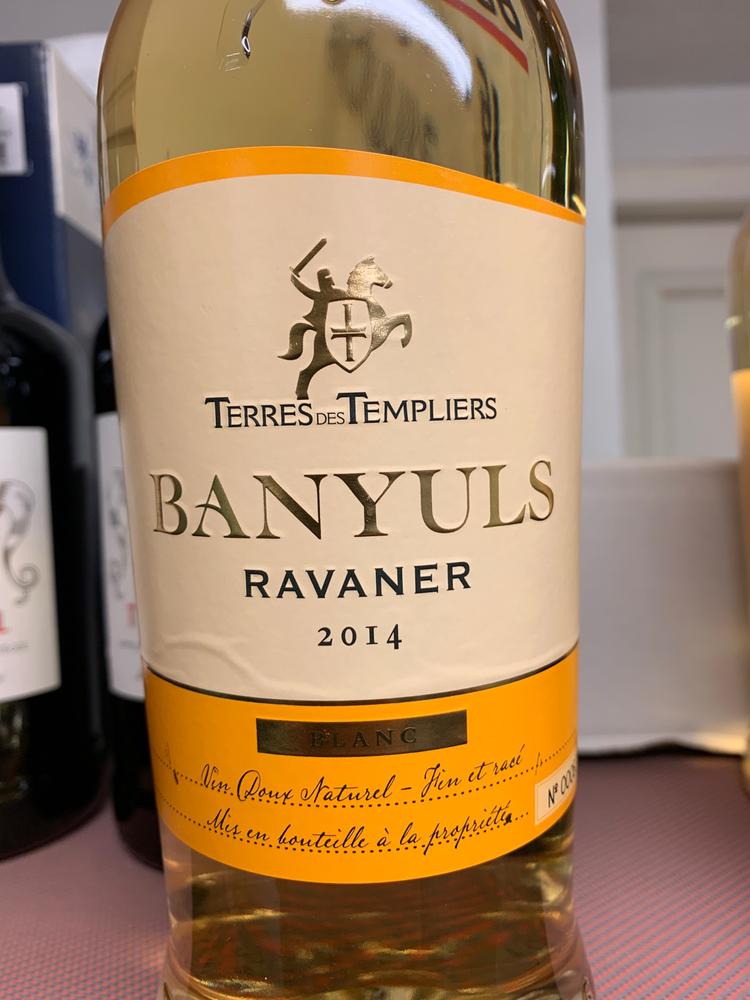 TERRES DES TEMPLIERS
BANYULS
RAVANER
2014
BLANC
Vin Doux Naturel - Fin et racé
Mis en bouteille à la propriété